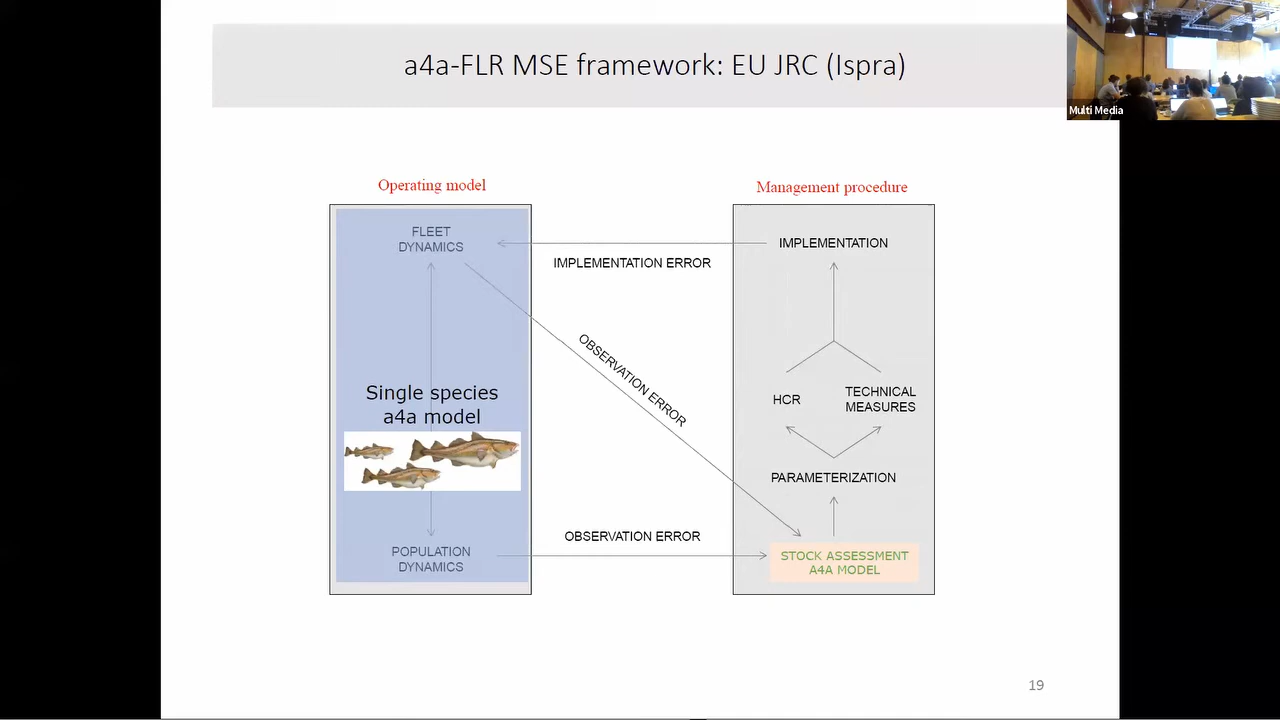 a4a-FLR MSE framework: EU JRC (Ispra)
Multi Media
Operating model
Management procedure
FLEET
DYNAMICS
IMPLEMENTATION
IMPLEMENTATION ERROR
OBSERVATION ERROR
Single species
a4a model
HCR
TECHNICAL
MEASURES
PARAMETERIZATION
OBSERVATION ERROR
POPULATION
DYNAMICS
STOCK ASSESSMENT
A4A MODEL
19